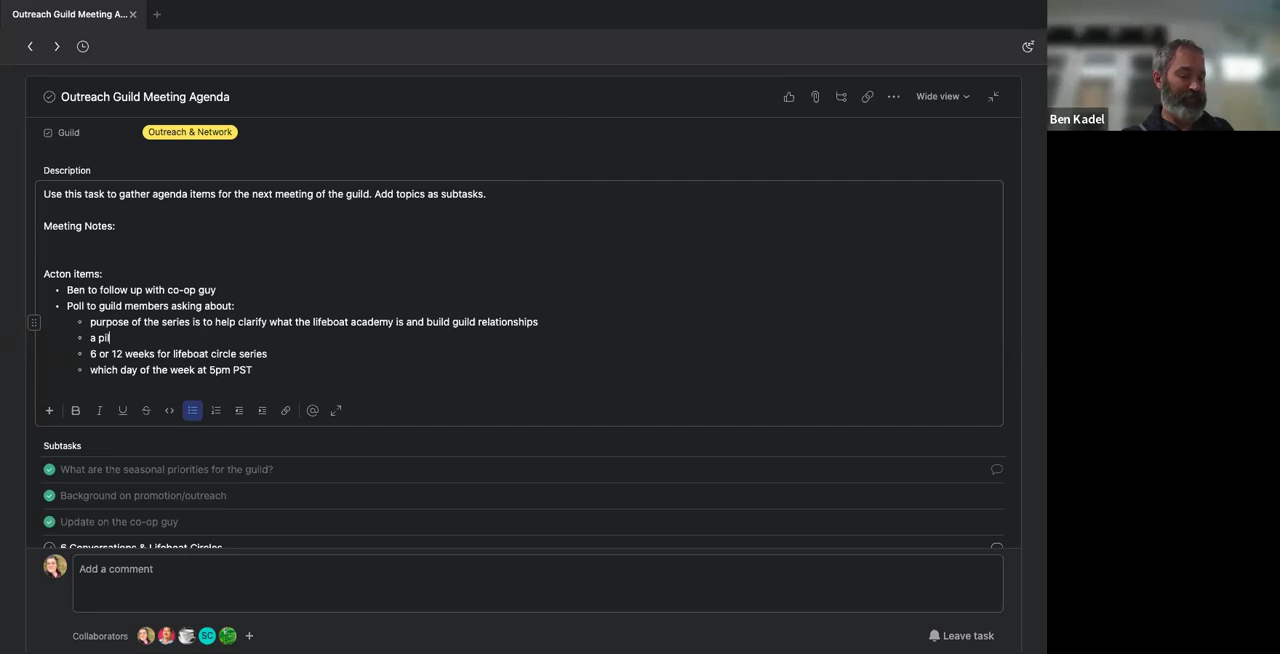 Outreach Guild Meeting A...
Outreach Guild Meeting Agenda
Wide view
Ben Kadel
Guild
Outreach & Network
Description
Use this task to gather agenda items for the next meeting of the guild. Add topics as subtasks.
Meeting Notes:
Acton items:
Ben to follow up with co-op guy
Poll to guild members asking about:
purpose of the series is to help clarify what the lifeboat academy is and build guild relationships
a pil
6 or 12 weeks for lifeboat circle series
which day of the week at 5pm PST
B I U S
Subtasks
What are the seasonal priorities for the guild?
Background on promotion/outreach
Update on the co-op guy
6 Conversations & Lifeboat Circles
Add a comment
Collaborators
SC
Leave task